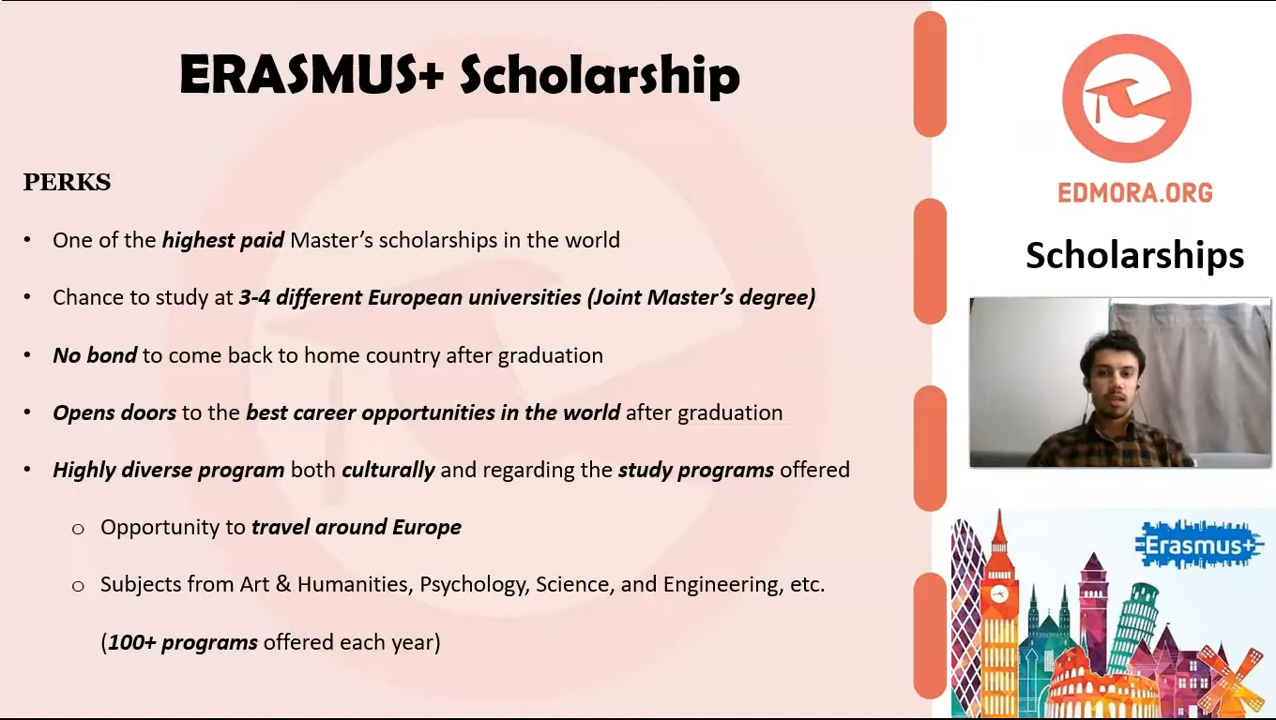 ERASMUS+ Scholarship
PERKS
• One of the highest paid Master's scholarships in the world
• Chance to study at 3-4 different European universities (Joint Master's degree)
• No bond to come back to home country after graduation
• Opens doors to the best career opportunities in the world after graduation
• Highly diverse program both culturally and regarding the study programs offered
o Opportunity to travel around Europe
o Subjects from Art & Humanities, Psychology, Science, and Engineering, etc.
(100+ programs offered each year)
EDMORA.ORG
Scholarships
Erasmus+